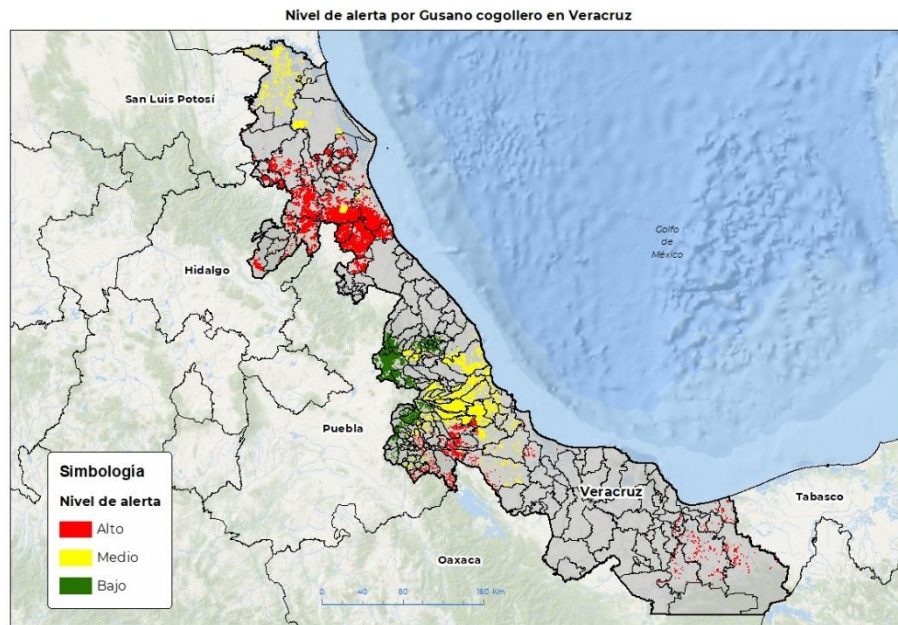 Nivel de alerta por Gusano cogollero en Veracruz
San Luis Potosí
Golfo
de
México
Hidalgo
Puebla
Simbología
Nivel de alerta
Alto
Medio
Bajo
Veracruz
Tabasco
Oaxaca
0 40 80 160 Km